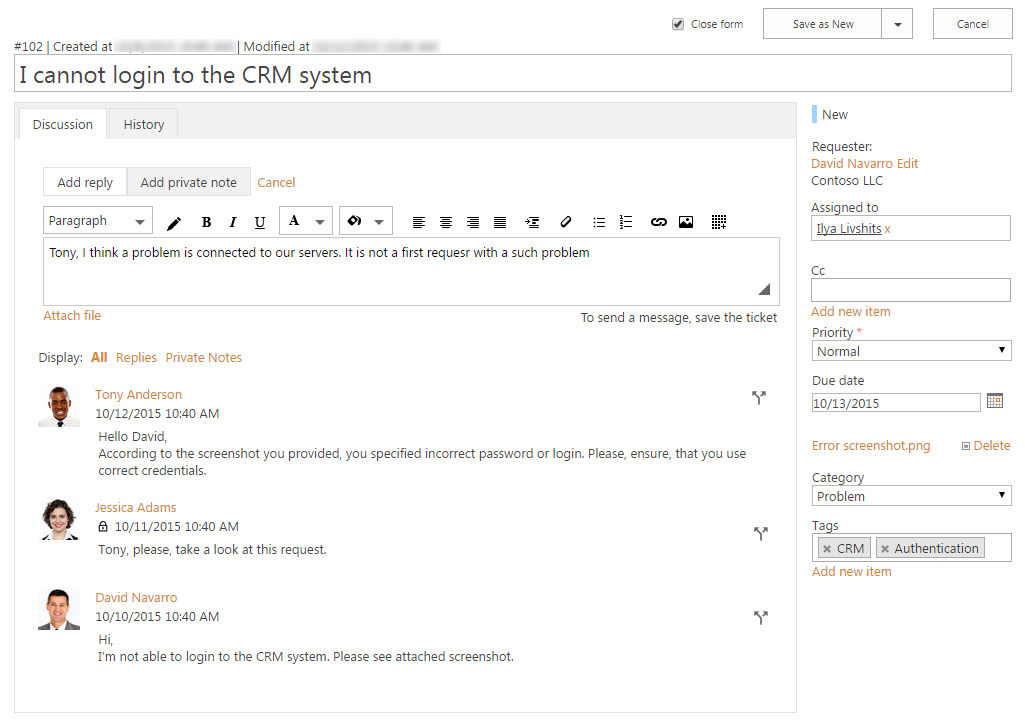 Close form
Save as New
Cancel
#102 | Created at | Modified at
I cannot login to the CRM system
Discussion
History
Add reply
Add private note
Cancel
Paragraph
B I U A
Tony, I think a problem is connected to our servers. It is not a first requesr with a such problem
Attach file
To send a message, save the ticket
Display: All Replies Private Notes
Tony Anderson
10/12/2015 10:40 AM
Hello David,
According to the screenshot you provided, you specified incorrect password or login. Please, ensure, that you use
correct credentials.
Jessica Adams
10/11/2015 10:40 AM
Tony, please, take a look at this request.
David Navarro
10/10/2015 10:40 AM
Hi,
I'm not able to login to the CRM system. Please see attached screenshot.
New
Requester:
David Navarro Edit
Contoso LLC
Assigned to
Ilya Livshits x
Cc
Add new item
Priority *
Normal
Due date
10/13/2015
Error screenshot.png Delete
Category
Problem
Tags
CRM Authentication
Add new item